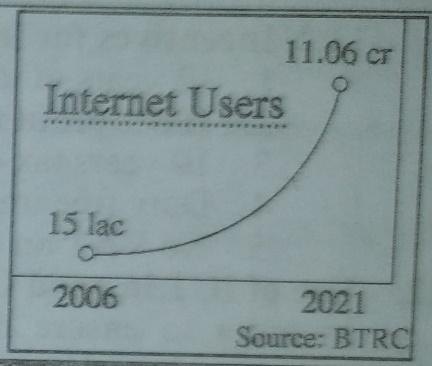 11.06 cr
Internet Users
15 lac
2006 2021
Source: BTRC